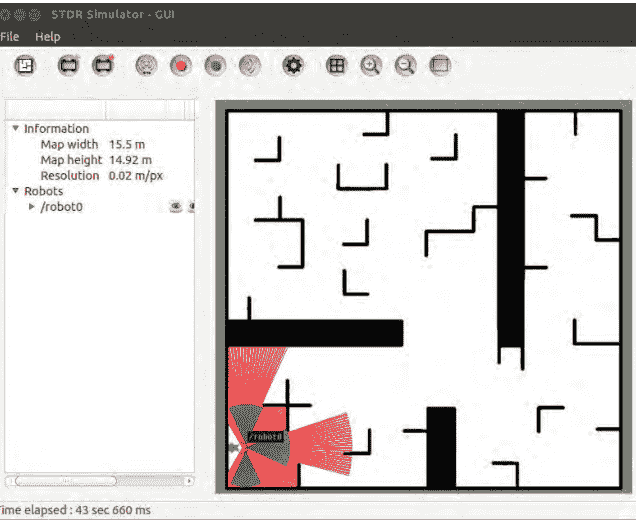 STDR Simulator - GUI
File Help
Information
Map width 15.5 m
Map height 14.92 m
Resolution 0.02 m/px
Robots
/robot0
/robot0
Time elapsed : 43 sec 660 ms